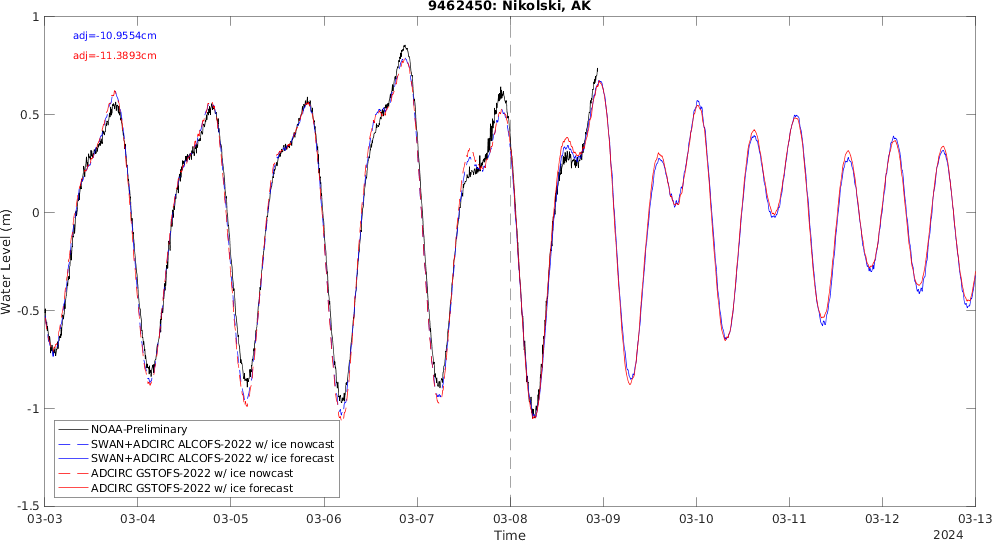 9462450: Nikolski, AK
adj=-10.9554cm
adj=-11.3893cm
Water Level (m)
1
0.5
0
-0.5
-1
-1.5
NOAA-Preliminary
SWAN+ADCIRC ALCOFS-2022 w/ ice nowcast
SWAN+ADCIRC ALCOFS-2022 w/ ice forecast
ADCIRC GSTOFS-2022 w/ ice nowcast
ADCIRC GSTOFS-2022 w/ ice forecast
03-03 03-04 03-05 03-06 03-07 03-08 03-09 03-10 03-11 03-12 03-13
Time
2024